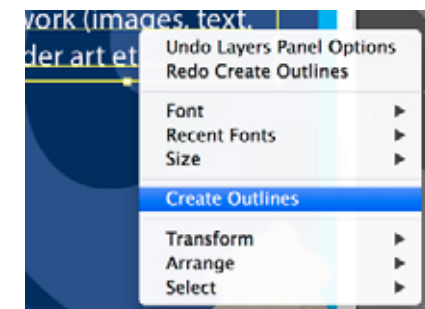 work (images, text,
der art et
Undo Layers Panel Options
Redo Create Outlines
Font
Recent Fonts
Size
Create Outlines
Transform
Arrange
Select